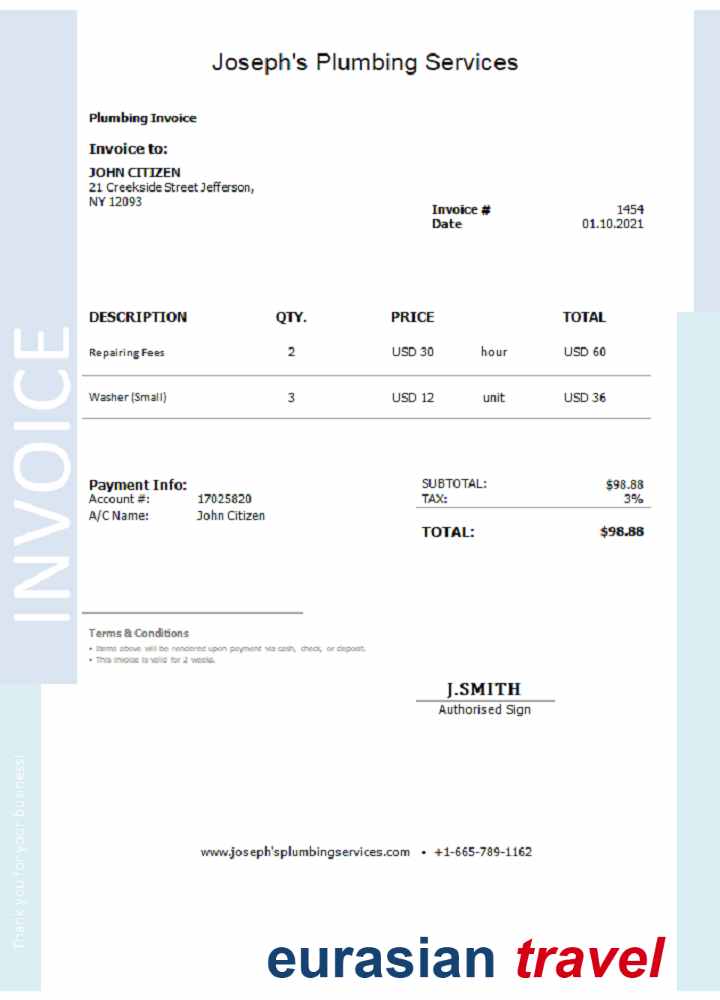 Joseph's Plumbing Services
Plumbing Invoice
Invoice to:
JOHN CITIZEN
21 Creekside Street Jefferson,
NY 12093
Invoice # 1454
Date 01.10.2021
DESCRIPTION QTY. PRICE TOTAL
Repairing Fees 2 USD 30 hour USD 60
Washer (Small) 3 USD 12 unit USD 36
Payment Info:
Account #: 17025820
A/C Name: John Citizen
SUBTOTAL: $98.88
TAX: 3%
TOTAL: $98.88
Terms & Conditions
• Items above will be rendered upon payment via cash, check, or deposit.
• This invoice is valid for 2 weeks.
J.SMITH
Authorised Sign
www.joseph'splumbingservices.com • +1-665-789-1162
INVOICE
Thank you for your business!
eurasian travel